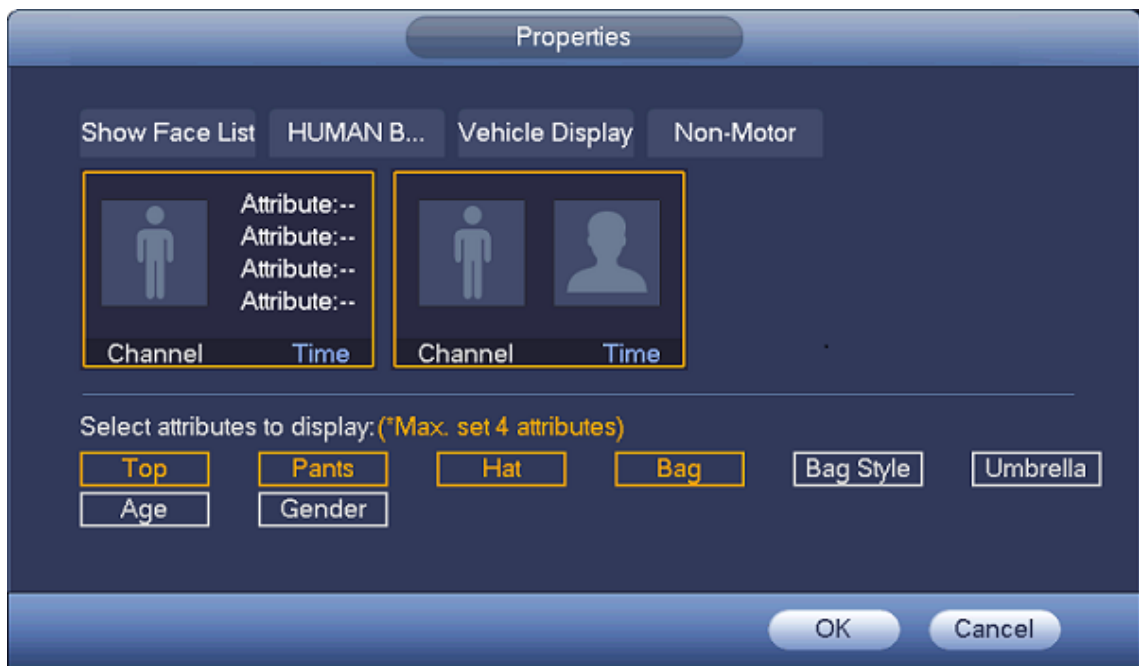 Properties
Show Face List HUMAN B... Vehicle Display Non-Motor
Attribute:--
Attribute:--
Attribute:--
Attribute:--
Channel Time Channel Time
Select attributes to display:(*Max. set 4 attributes)
Top Pants Hat Bag Bag Style Umbrella
Age Gender
OK Cancel